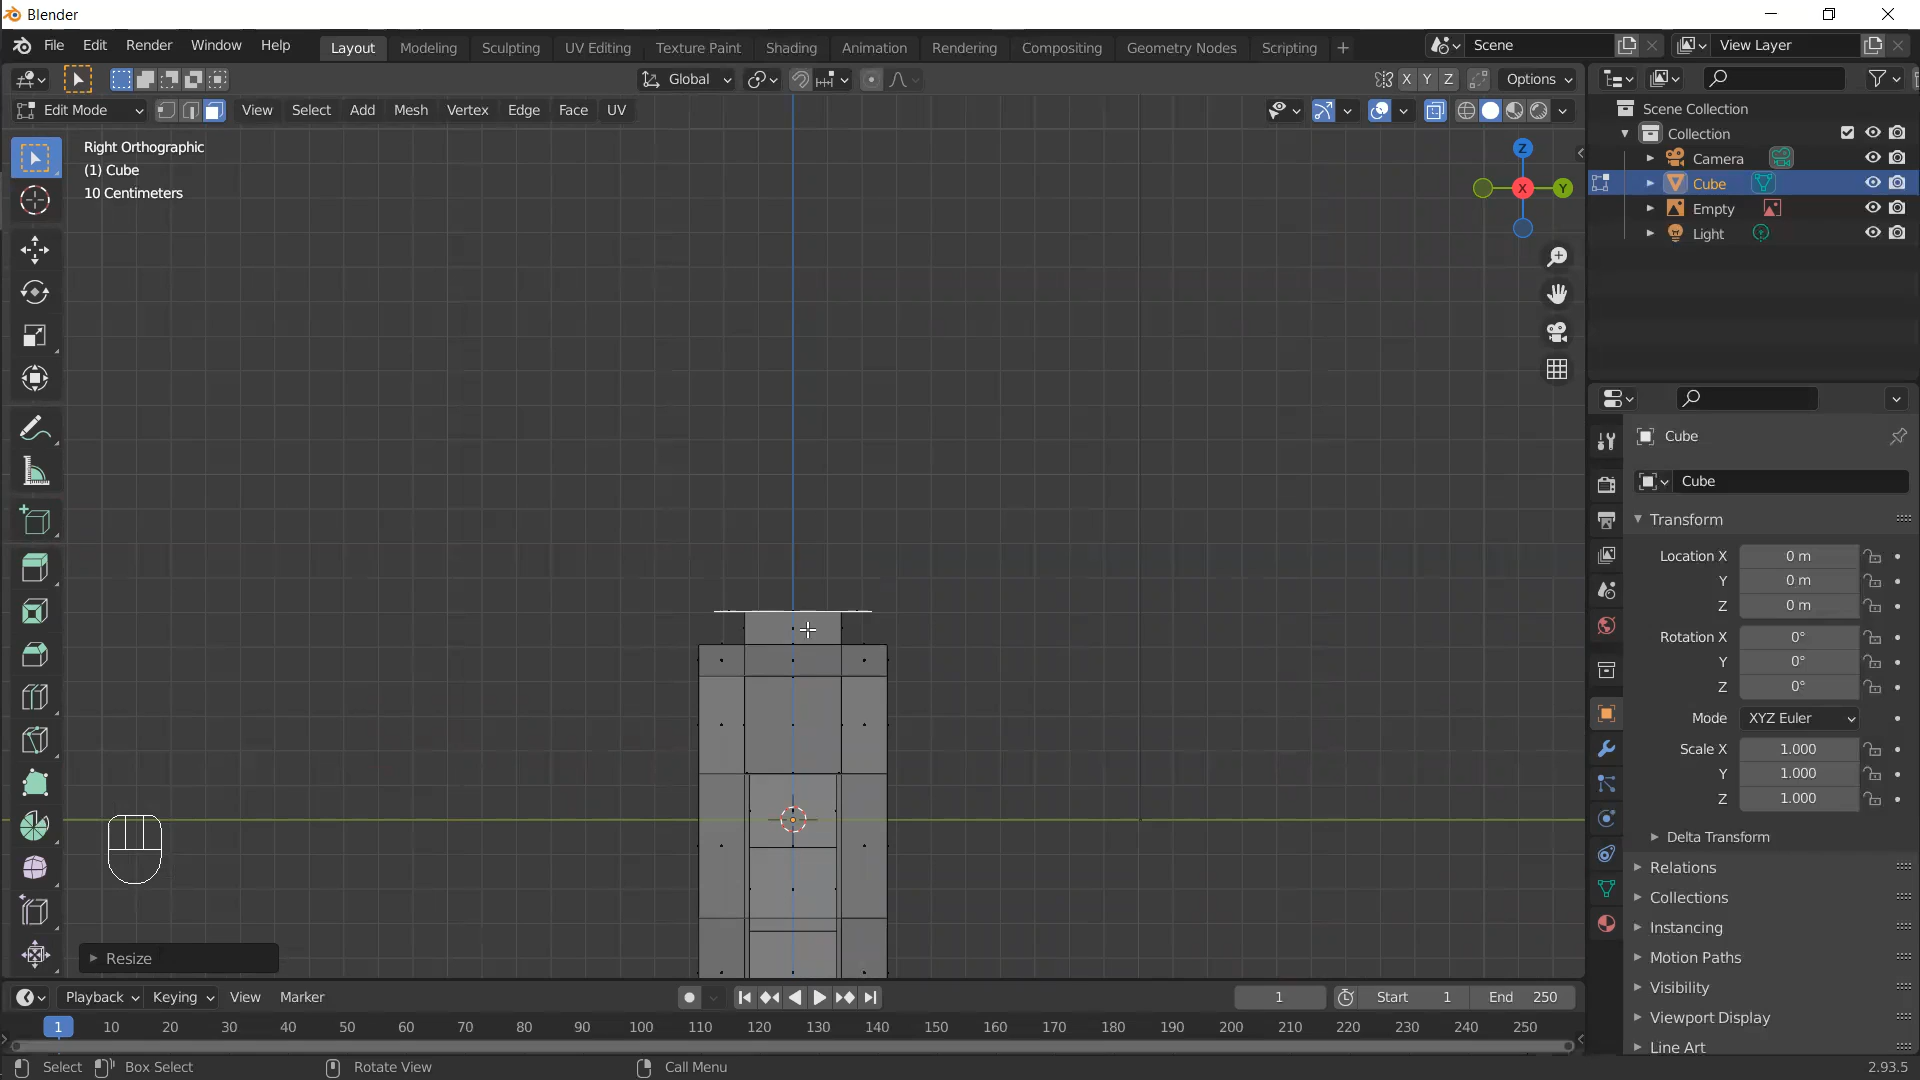 Blender
File Edit Render Window Help Layout Modeling Sculpting UV Editing Texture Paint Shading Animation Rendering Compositing Geometry Nodes Scripting + Scene View Layer
Global X Y Z Options
Edit Mode View Select Add Mesh Vertex Edge Face UV
Right Orthographic
(1) Cube
10 Centimeters
Z
X
Y
Scene Collection
Collection
Camera
Cube
Empty
Light
Cube
Cube
Transform
Location X 0 m
Y 0 m
Z 0 m
Rotation X 0°
Y 0°
Z 0°
Mode XYZ Euler
Scale X 1.000
Y 1.000
Z 1.000
Delta Transform
Relations
Collections
Instancing
Motion Paths
Visibility
Viewport Display
Line Art
Resize
Playback Keying View Marker 1 Start 1 End 250
1 10 20 30 40 50 60 70 80 90 100 110 120 130 140 150 160 170 180 190 200 210 220 230 240 250
Select Box Select Rotate View Call Menu 2.93.5